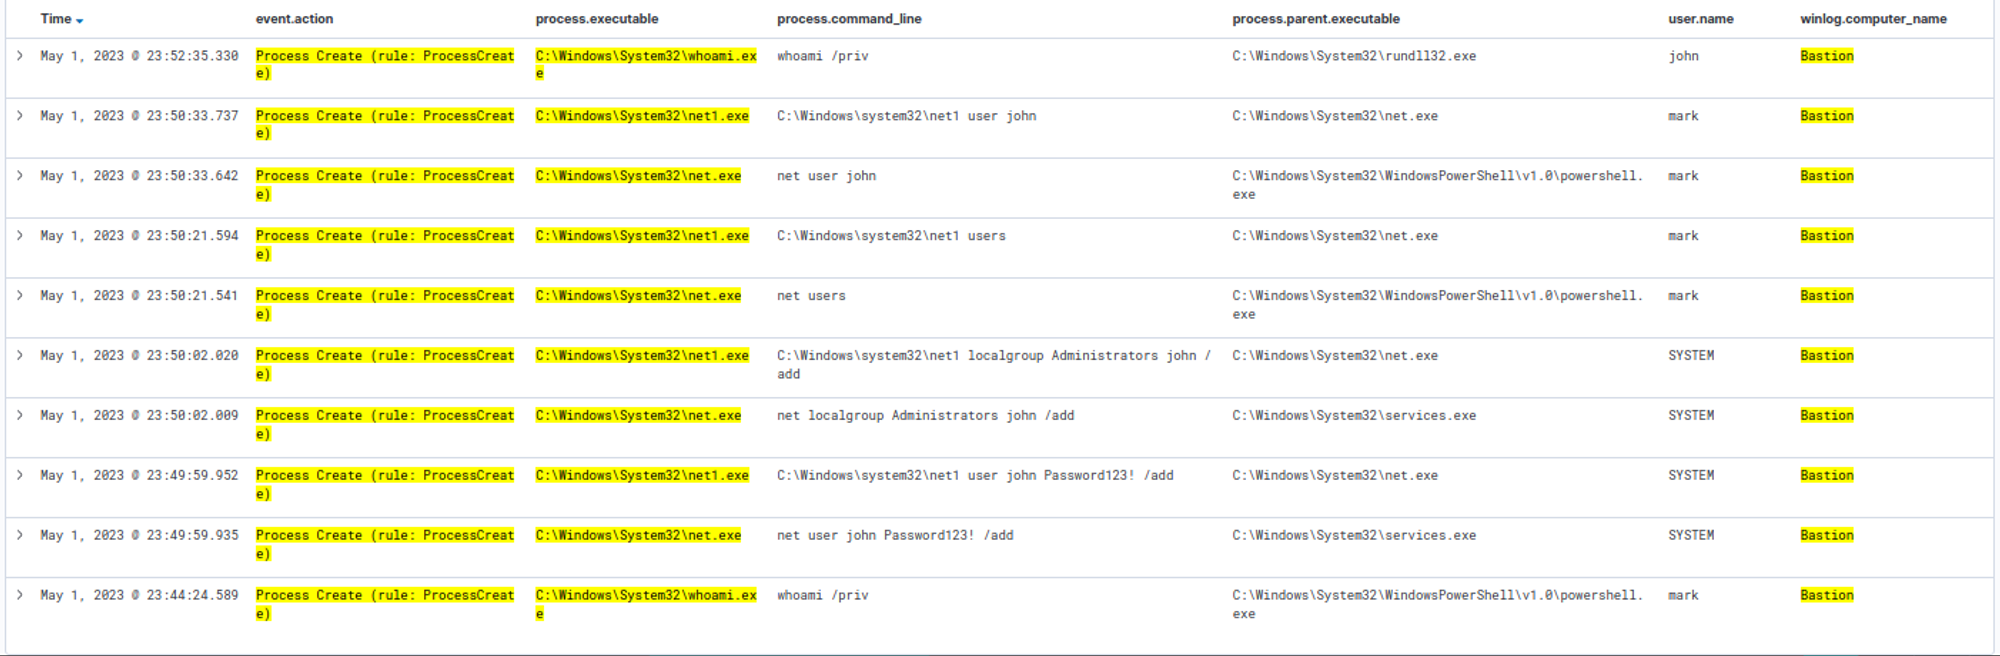 Time event.action process.executable process.command_line process.parent.executable user.name winlog.computer_name
May 1, 2023 @ 23:52:35.330 Process Create (rule: ProcessCreat C:\Windows\System32\whoami.ex whoami /priv C:\Windows\System32\rundll32.exe john Bastion
e) e
May 1, 2023 @ 23:50:33.737 Process Create (rule: ProcessCreat C:\Windows\System32\net1.exe C:\Windows\system32\net1 user john C:\Windows\System32\net.exe mark Bastion
e)
May 1, 2023 @ 23:50:33.642 Process Create (rule: ProcessCreat C:\Windows\System32\net.exe net user john C:\Windows\System32\WindowsPowerShell\v1.0\powershell. mark Bastion
e) exe
May 1, 2023 @ 23:50:21.594 Process Create (rule: ProcessCreat C:\Windows\System32\net1.exe C:\Windows\system32\net1 users C:\Windows\System32\net.exe mark Bastion
e)
May 1, 2023 @ 23:50:21.541 Process Create (rule: ProcessCreat C:\Windows\System32\net.exe net users C:\Windows\System32\WindowsPowerShell\v1.0\powershell. mark Bastion
e) exe
May 1, 2023 @ 23:50:02.020 Process Create (rule: ProcessCreat C:\Windows\System32\net1.exe C:\Windows\system32\net1 localgroup Administrators john / C:\Windows\System32\net.exe SYSTEM Bastion
e) add
May 1, 2023 @ 23:50:02.009 Process Create (rule: ProcessCreat C:\Windows\System32\net.exe net localgroup Administrators john /add C:\Windows\System32\services.exe SYSTEM Bastion
e)
May 1, 2023 @ 23:49:59.952 Process Create (rule: ProcessCreat C:\Windows\System32\net1.exe C:\Windows\system32\net1 user john Password123! /add C:\Windows\System32\net.exe SYSTEM Bastion
e)
May 1, 2023 @ 23:49:59.935 Process Create (rule: ProcessCreat C:\Windows\System32\net.exe net user john Password123! /add C:\Windows\System32\services.exe SYSTEM Bastion
e)
May 1, 2023 @ 23:44:24.589 Process Create (rule: ProcessCreat C:\Windows\System32\whoami.ex whoami /priv C:\Windows\System32\WindowsPowerShell\v1.0\powershell. mark Bastion
e) e exe